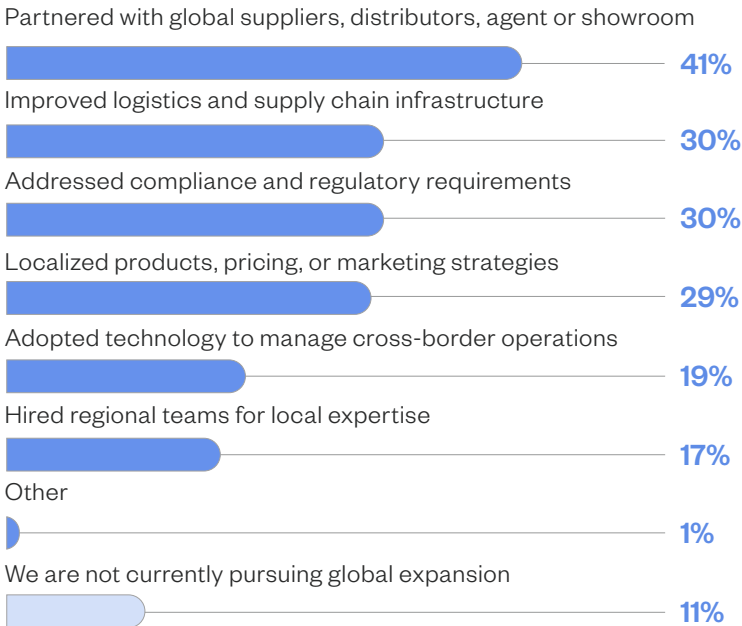 Partnered with global suppliers, distributors, agent or showroom
41%
Improved logistics and supply chain infrastructure
30%
Addressed compliance and regulatory requirements
30%
Localized products, pricing, or marketing strategies
29%
Adopted technology to manage cross-border operations
19%
Hired regional teams for local expertise
17%
Other
1%
We are not currently pursuing global expansion
11%